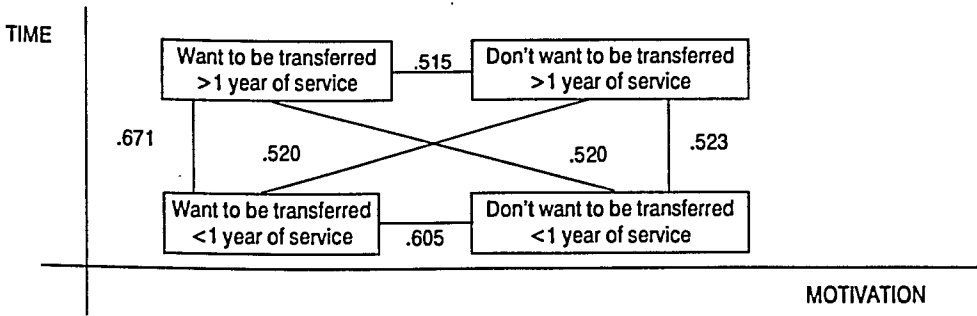 TIME
Want to be transferred
>1 year of service
.515
Don't want to be transferred
>1 year of service
.671
.520
.520
.523
Want to be transferred
<1 year of service
.605
Don't want to be transferred
<1 year of service
MOTIVATION